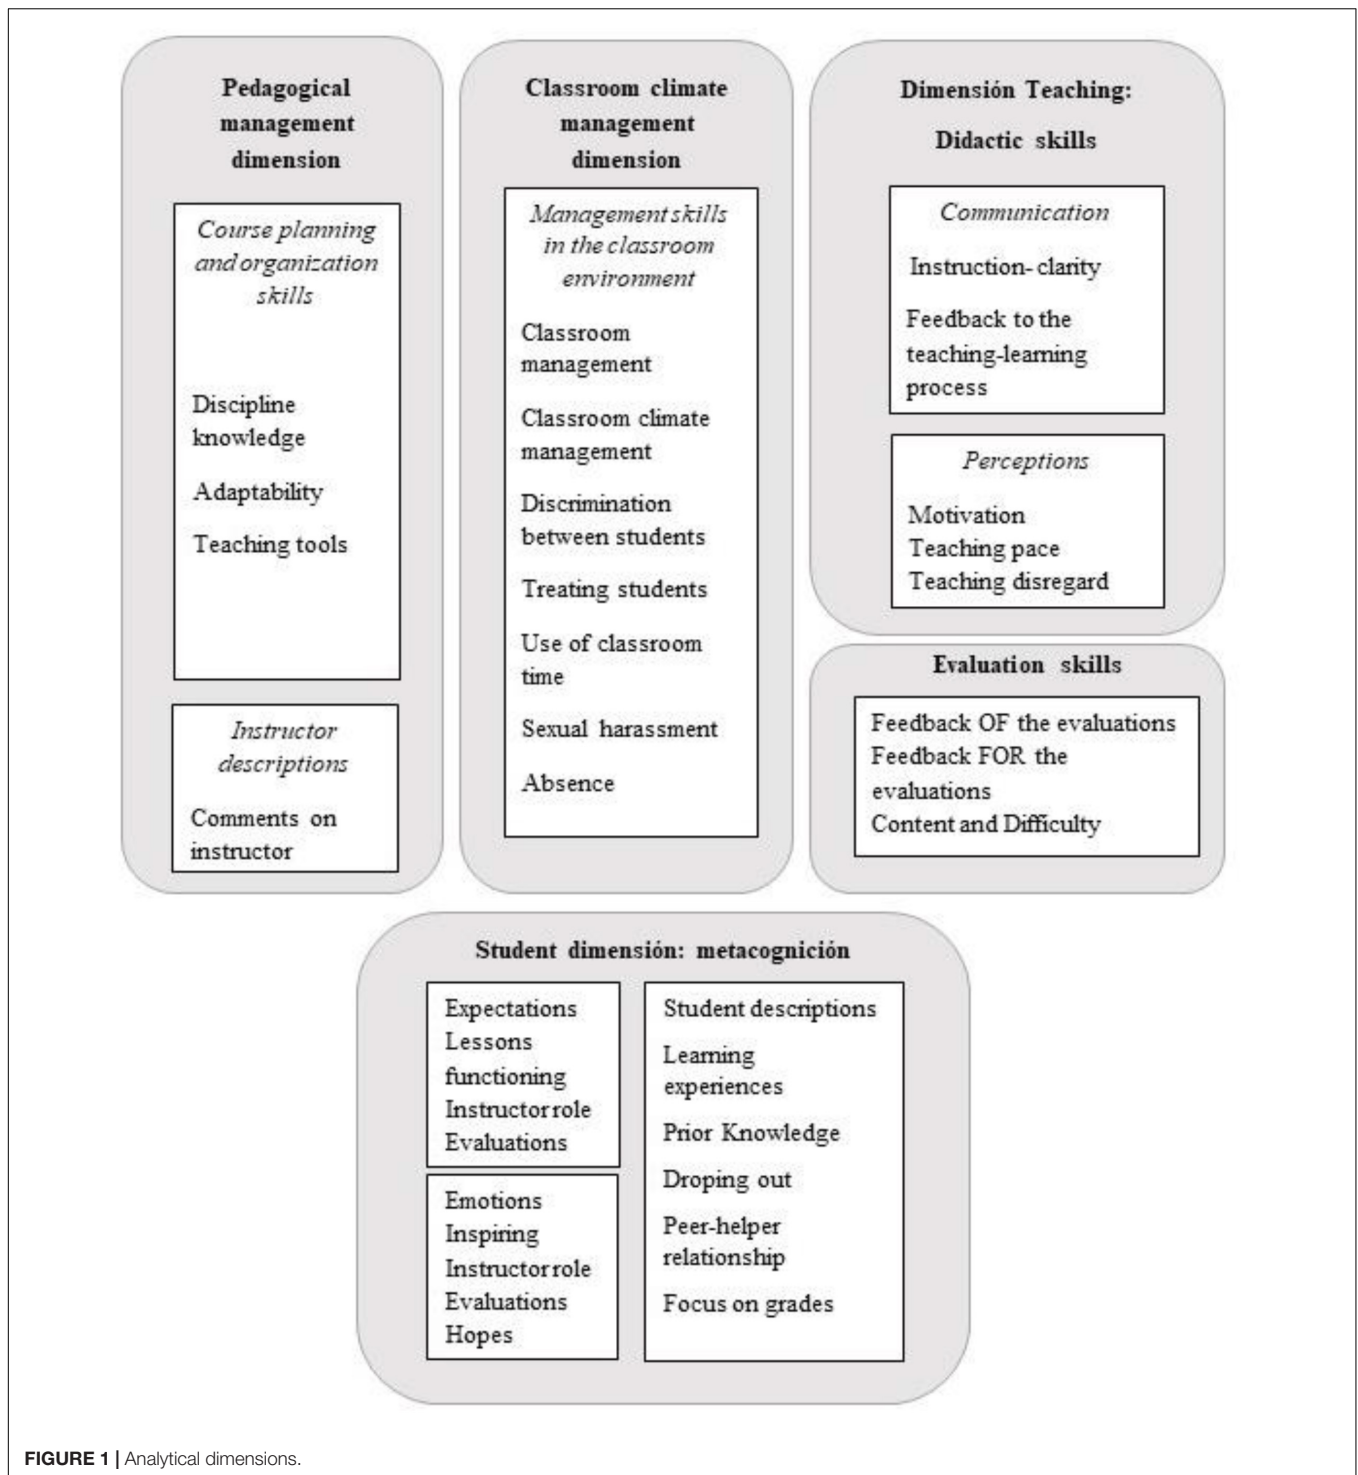 Pedagogical
management
dimension
Course planning
and organization
skills
Discipline
knowledge
Adaptability
Teaching tools
Instructor
descriptions
Comments on
instructor
Classroom climate
management
dimension
Management skills
in the classroom
environment
Classroom
management
Classroom climate
management
Discrimination
between students
Treating students
Use of classroom
time
Sexual harassment
Absence
Dimensión Teaching:
Didactic skills
Communication
Instruction- clarity
Feedback to the
teaching-learning
process
Perceptions
Motivation
Teaching pace
Teaching disregard
Evaluation skills
Feedback OF the evaluations
Feedback FOR the
evaluations
Content and Difficulty
Student dimensión: metacognición
Expectations
Lessons
functioning
Instructor role
Evaluations
Emotions
Inspiring
Instructor role
Evaluations
Hopes
Student descriptions
Learning
experiences
Prior Knowledge
Droping out
Peer-helper
relationship
Focus on grades
FIGURE 1 | Analytical dimensions.